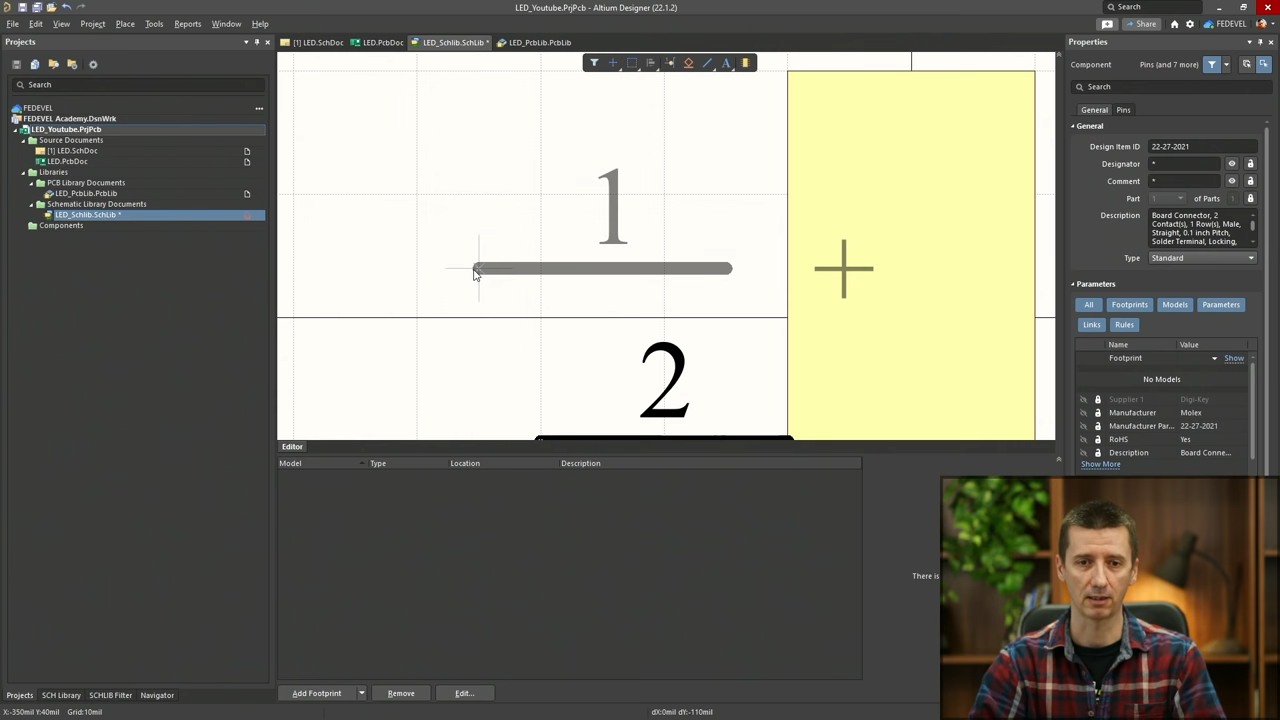 LED_Youtube.PrjPcb - Altium Designer (22.1.2)
Search
File Edit View Project Place Tools Reports Window Help
Share
FEDEVEL
Projects
[1] LED.SchDoc
LED.PcbDoc
LED_Schlib.SchLib *
LED_PcbLib.PcbLib
Properties
Component
Pins (and 7 more)
Search
Search
FEDEVEL
FEDEVEL Academy.DsnWrk
LED_Youtube.PrjPcb
Source Documents
[1] LED.SchDoc
LED.PcbDoc
Libraries
PCB Library Documents
LED_PcbLib.PcbLib
Schematic Library Documents
LED_Schlib.SchLib *
Components
A
1
+
2
General
Pins
General
Design Item ID 22-27-2021
Designator *
Comment *
Part 1 of Parts 1
Description Board Connector, 2
Contact(s), 1 Row(s), Male,
Straight, 0.1 inch Pitch,
Solder Terminal, Locking,
Type Standard
Parameters
All Footprints Models Parameters
Links Rules
Name Value
Footprint Show
No Models
Supplier 1 Digi-Key
Manufacturer Molex
Manufacturer Par... 22-27-2021
RoHS Yes
Description Board Conne...
Show More
Editor
Model Type Location Description
There is
Add Footprint Remove Edit...
Projects SCH Library SCHLIB Filter Navigator
X:-350mil Y:40mil Grid:10mil
dX:0mil dY:-110mil